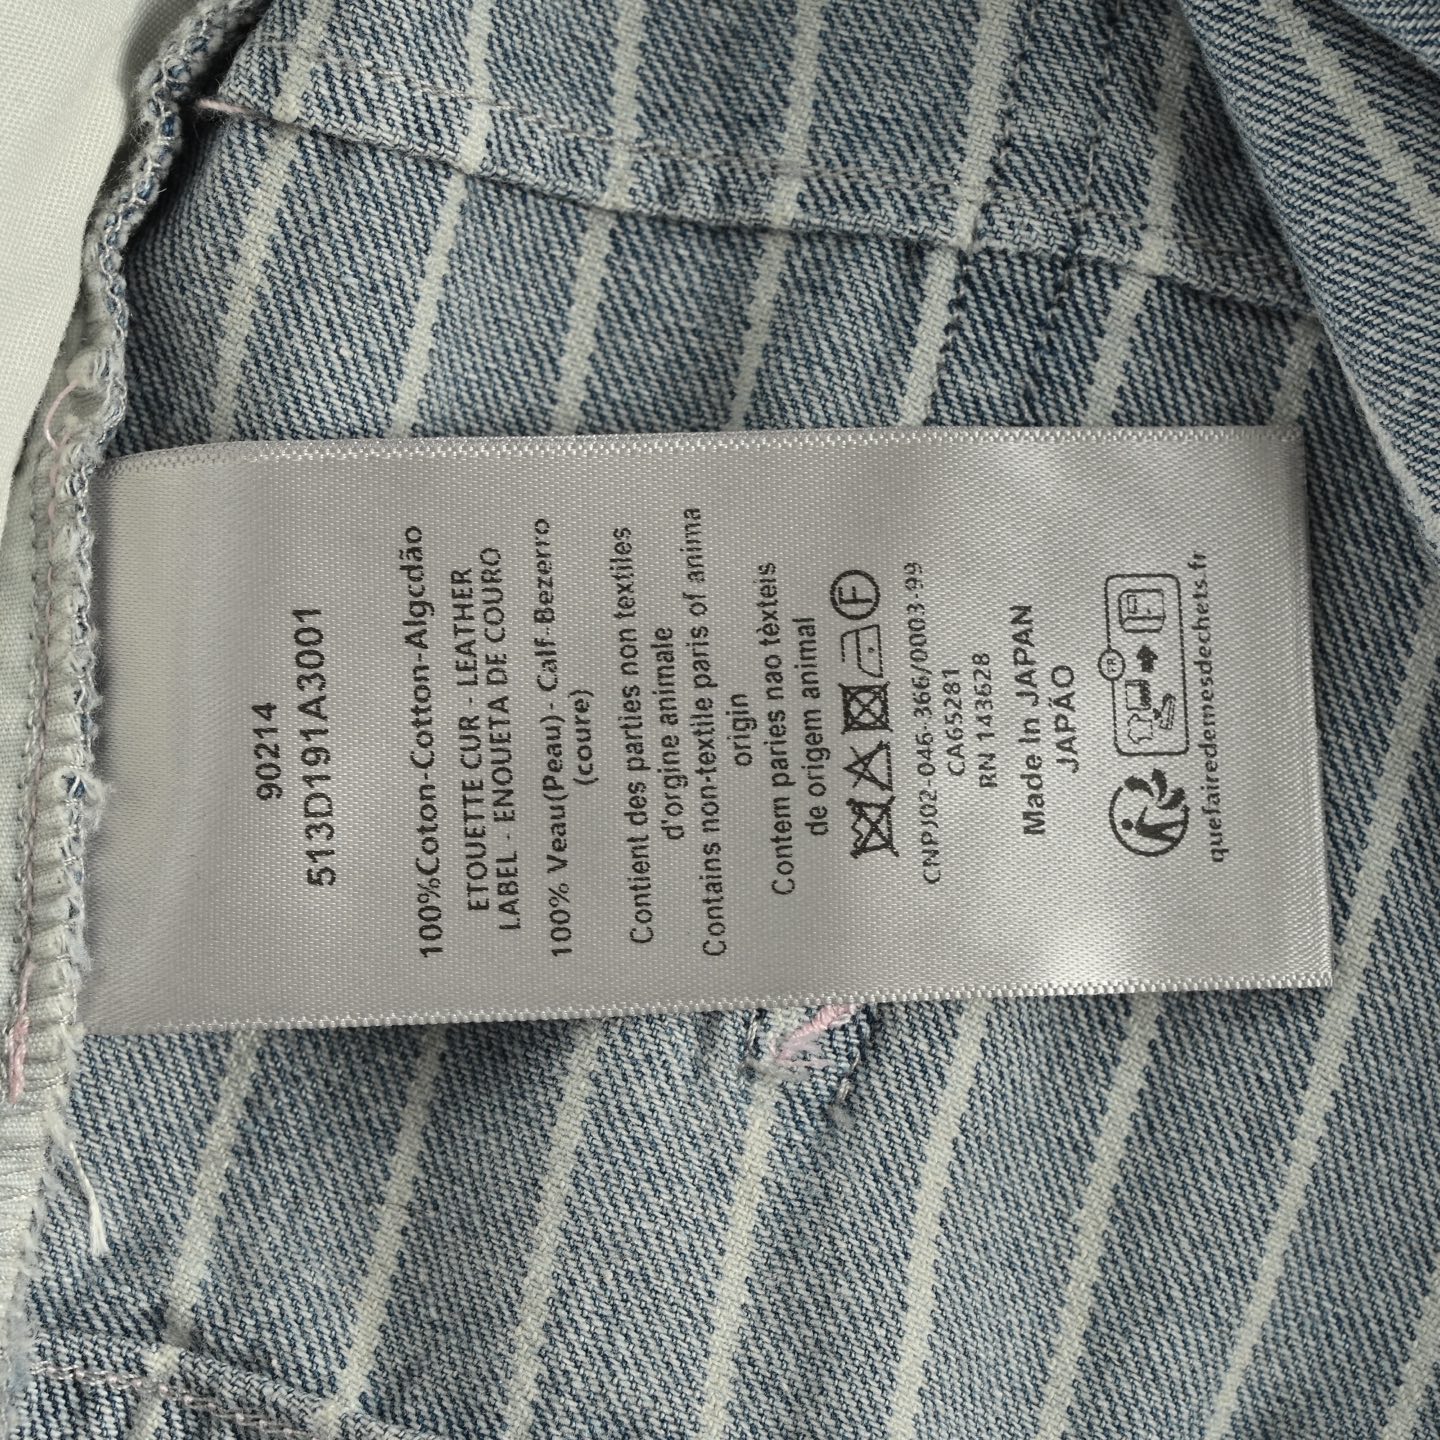 90214
513D191A3001
100%Coton-Cotton-Algcdão
ETOUETTE CUR - LEATHER
LABEL - ENOUETA DE COURO
100% Veau(Peau)- Calf-Bezerro
(coure)
Contient des parties non textiles
d'orgine animale
Contains non-textle paris of anima
origin
Contem paries nao tèxteis
de origem animal
F
CNPJ02-046-366/0003-99
CA65281
RN 143628
Made In JAPAN
JAPÃO
FR
quefairedemesdechets.fr